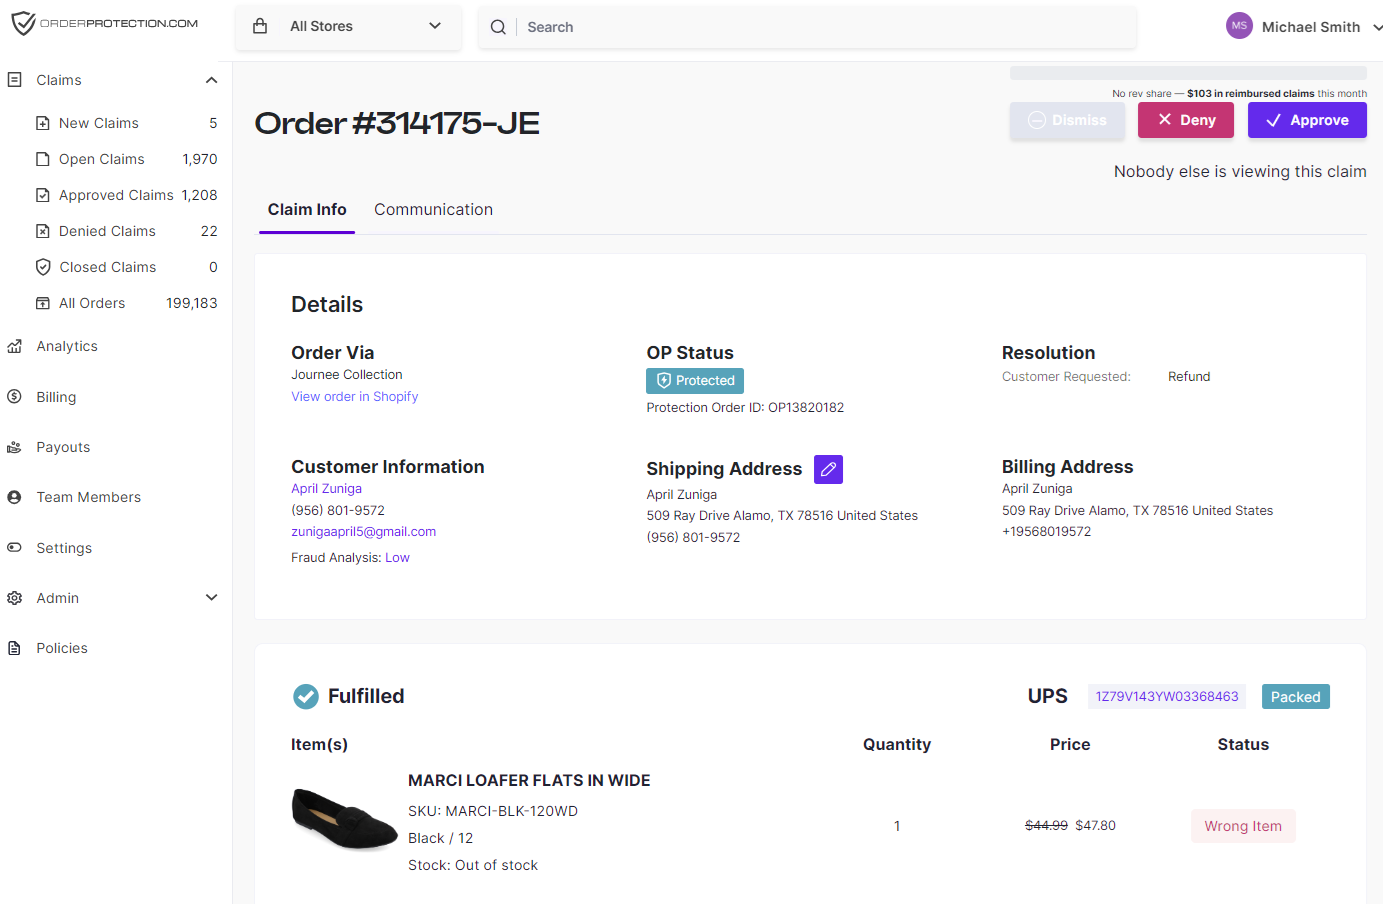 ORDERPROTECTION.COM
All Stores
Search
MS
Michael Smith
Claims
New Claims 5
Open Claims 1,970
Approved Claims 1,208
Denied Claims 22
Closed Claims 0
All Orders 199,183
Analytics
Billing
Payouts
Team Members
Settings
Admin
Policies
No rev share — $103 in reimbursed claims this month
Order #314175-JE
Dismiss
Deny
Approve
Nobody else is viewing this claim
Claim Info
Communication
Details
Order Via
Journee Collection
View order in Shopify
OP Status
Protected
Protection Order ID: OP13820182
Resolution
Customer Requested: Refund
Customer Information
April Zuniga
(956) 801-9572
zunigaapril5@gmail.com
Fraud Analysis: Low
Shipping Address
April Zuniga
509 Ray Drive Alamo, TX 78516 United States
(956) 801-9572
Billing Address
April Zuniga
509 Ray Drive Alamo, TX 78516 United States
+19568019572
Fulfilled
UPS
1Z79V143YW03368463
Packed
Item(s) Quantity Price Status
MARCI LOAFER FLATS IN WIDE
SKU: MARCI-BLK-120WD
Black / 12
Stock: Out of stock
1
$44.99 $47.80
Wrong Item